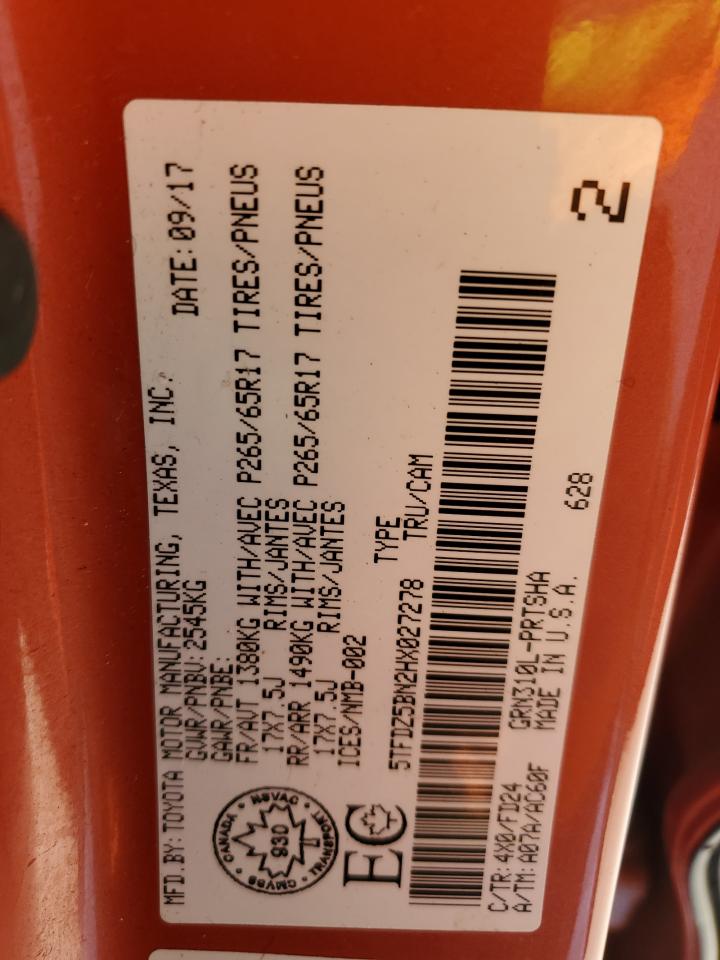 MFD.BY: TOYOTA MOTOR MANUFACTURING, TEXAS, INC. DATE: 09/17
GVWR/PNBV: 2545KG
GAWR/PNBE:
FR/AVT 1380KG WITH/AVEC P265/65R17 TIRES/PNEUS
17X7.5J RIMS/JANTES
RR/ARR 1490KG WITH/AVEC P265/65R17 TIRES/PNEUS
17X7.5J RIMS/JANTES
ICES/NMB-002
CANADA · NSVAC · TRANSPORT · CMVSS
930
EC
TYPE
5TFDZ5BN2HX027278 TRU/CAM
2
C/TR: 4X0/FD24 GRN310L-PRTSHA 628
A/TM: A07A/AC60F MADE IN U.S.A.